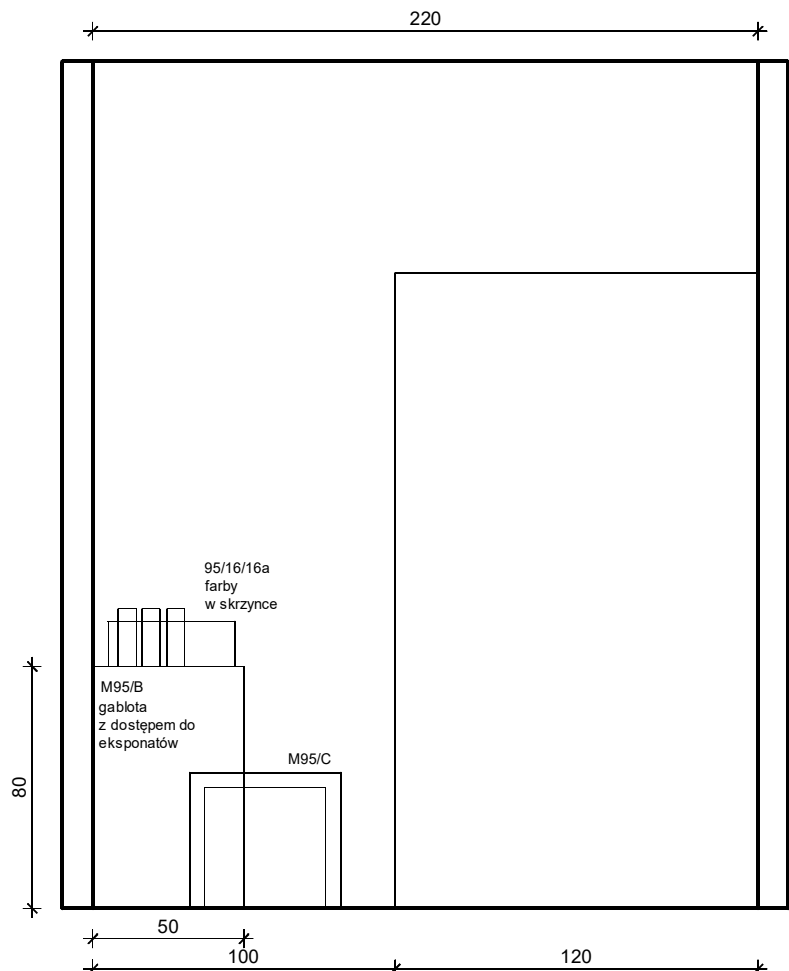 220
95/16/16a
farby
w skrzynce
M95/B
gablota
z dostępem do
eksponatów
M95/C
80
50
100
120